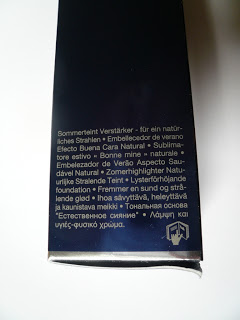 Sommerteint Verstärker - für ein natür-
liches Strahlen • Embellecedor de verano
Efecto Buena Cara Natural • Sublima-
tore estivo « Bonne mine » naturale •
Embelezador de Verão Aspecto Sau-
dável Natural • Zomerhighlighter Natu-
urlijke Stralende Teint • Lysterforhöjande
foundation • Fremmer en sund og strå-
lende glød • Ihoa sävyttävä, heleyttävä
ja kaunistava meikki • Тональная основа
"Естественное сияние" • Λάμψη και
υγιές-φυσικό χρώμα.